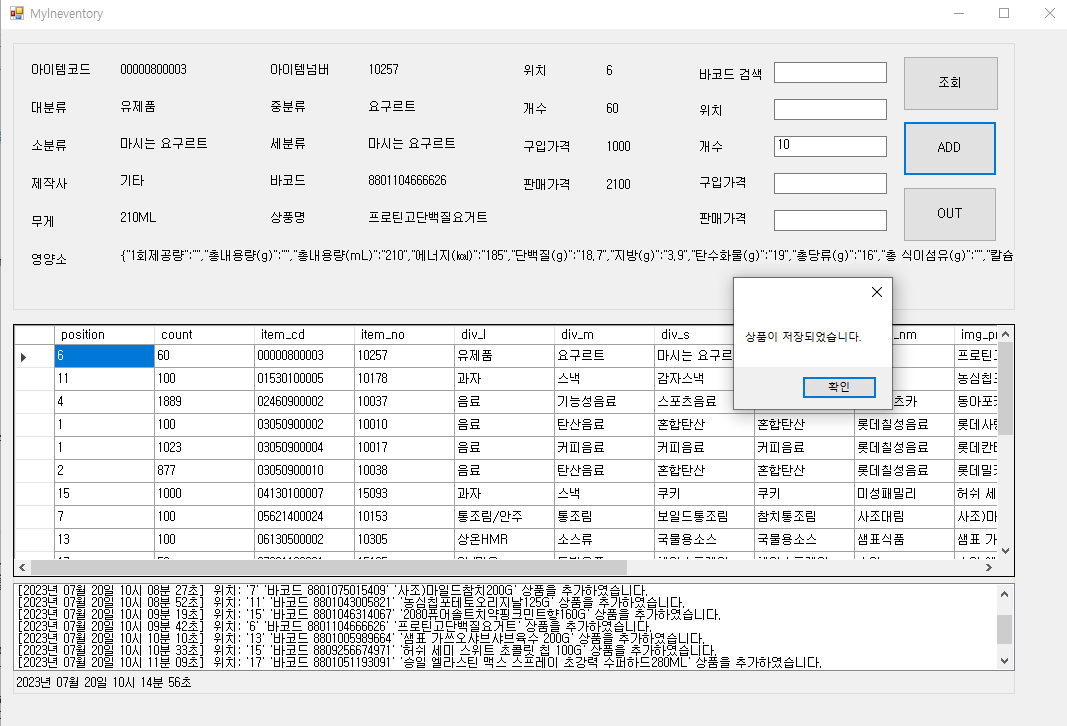 MyIneventory
아이템코드 00000800003 아이템넘버 10257 위치 6 바코드 검색 조회
대분류 유제품 중분류 요구르트 개수 60 위치
소분류 마시는 요구르트 세분류 마시는 요구르트 구입가격 1000 개수 10 ADD
제작사 기타 바코드 8801104666626 판매가격 2100 구입가격
무게 210ML 상품명 프로틴고단백질요거트 판매가격 OUT
영양소 {"1회제공량":"","총내용량(g)":"","총내용량(mL)":"210","에너지(㎉)":"185","단백질(g)":"18.7","지방(g)":"3.9","탄수화물(g)":"19","총당류(g)":"16","총 식이섬유(g)":"","칼슘
상품이 저장되었습니다.
확인
position count item_cd item_no div_l div_m div_s _nm img_pr
6 60 00000800003 10257 유제품 요구르트 마시는 요구르 프로틴고
11 100 01530100005 10178 과자 스낵 감자스낵 농심칩포
4 1889 02460900002 10037 음료 기능성음료 스포츠음료 츠카 동아포카
1 100 03050900002 10010 음료 탄산음료 혼합탄산 혼합탄산 롯데칠성음료 롯데사
1 1023 03050900004 10017 음료 커피음료 커피음료 커피음료 롯데칠성음료 롯데칸타
2 877 03050900010 10038 음료 탄산음료 혼합탄산 혼합탄산 롯데칠성음료 롯데밀
15 1000 04130100007 15093 과자 스낵 쿠키 쿠키 미성패밀리 허쉬 세
7 100 05621400024 10153 통조림/안주 통조림 보일드통조림 참치통조림 사조대림 사조)마
13 100 06130500002 10305 상온HMR 소스류 국물용소스 국물용소스 샘표식품 샘표 가
[2023년 07월 20일 10시 08분 27초] 위치: '7' '바코드 8801075015409' '사조)마일드참치200G' 상품을 추가하였습니다.
[2023년 07월 20일 10시 08분 52초] 위치: '11' '바코드 8801043005821' '농심칩포테토오리지날125G' 상품을 추가하였습니다.
[2023년 07월 20일 10시 09분 19초] 위치: '15' '바코드 8801046314067' '2080퓨어솔트치약핑크민트향160G' 상품을 추가하였습니다.
[2023년 07월 20일 10시 09분 42초] 위치: '6' '바코드 8801104666626' '프로틴고단백질요거트' 상품을 추가하였습니다.
[2023년 07월 20일 10시 10분 10초] 위치: '13' '바코드 8801005989664' '샘표 가쓰오샤브샤브육수 200G' 상품을 추가하였습니다.
[2023년 07월 20일 10시 10분 33초] 위치: '15' '바코드 8809256674971' '허쉬 세미 스위트 초콜릿 칩 100G' 상품을 추가하였습니다.
[2023년 07월 20일 10시 11분 09초] 위치: '17' '바코드 8801051193091' '승일 엘라스틴 맥스 스프레이 초강력 수퍼하드280ML' 상품을 추가하였습니다.
2023년 07월 20일 10시 14분 56초